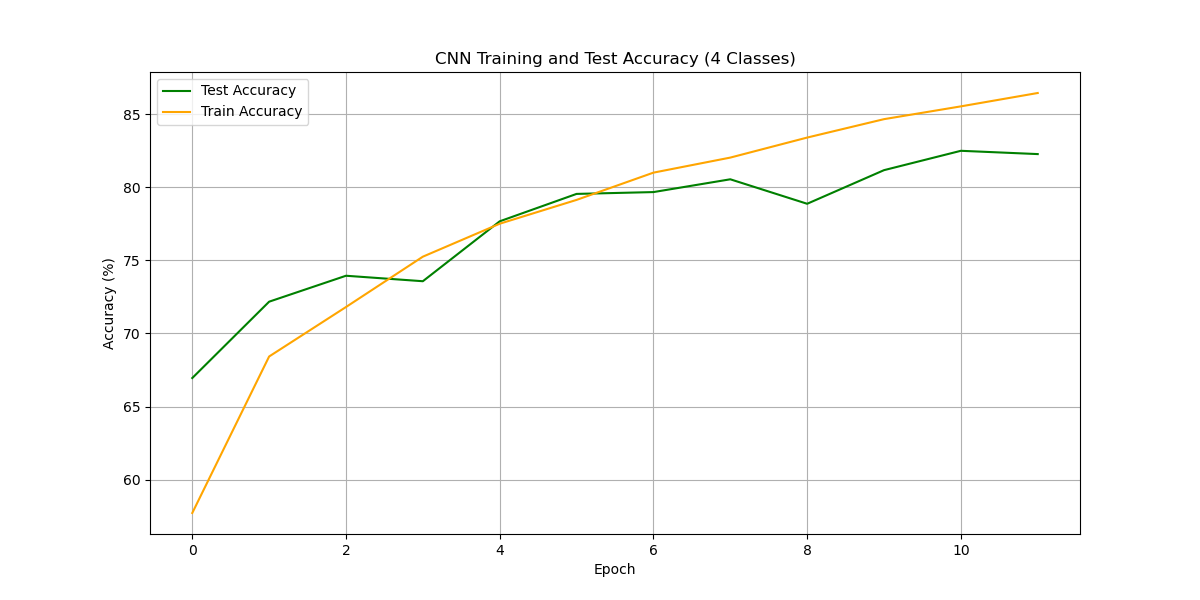 CNN Training and Test Accuracy (4 Classes)
Test Accuracy
Train Accuracy
85
80
75
70
65
60
Accuracy (%)
0 2 4 6 8 10
Epoch